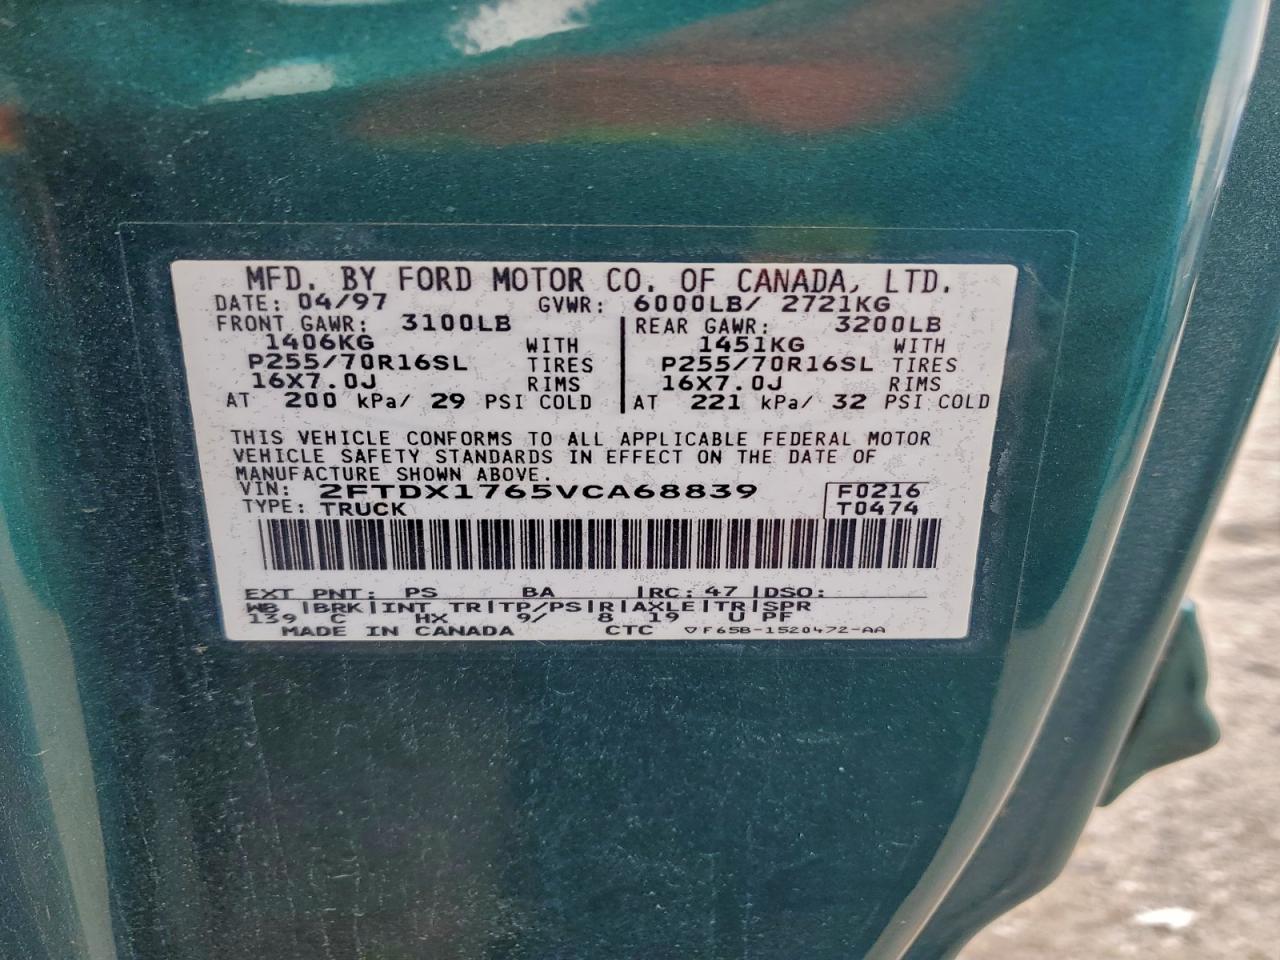 MFD. BY FORD MOTOR CO. OF CANADA, LTD.
DATE: 04/97 GVWR: 6000LB/ 2721KG
FRONT GAWR: 3100LB REAR GAWR: 3200LB
1406KG WITH 1451KG WITH
P255/70R16SL TIRES P255/70R16SL TIRES
16X7.0J RIMS 16X7.0J RIMS
AT 200 kPa/ 29 PSI COLD AT 221 kPa/ 32 PSI COLD
THIS VEHICLE CONFORMS TO ALL APPLICABLE FEDERAL MOTOR
VEHICLE SAFETY STANDARDS IN EFFECT ON THE DATE OF
MANUFACTURE SHOWN ABOVE.
VIN: 2FTDX1765VCA68839 F0216
TYPE: TRUCK T0474
EXT PNT: PS BA RC: 47 DSO:
WB BRK INT TR TP/PS R AXLE TR SPR
139 C HX 9/ 8 19 U PF
MADE IN CANADA CTC ▽F65B-1520472-AA